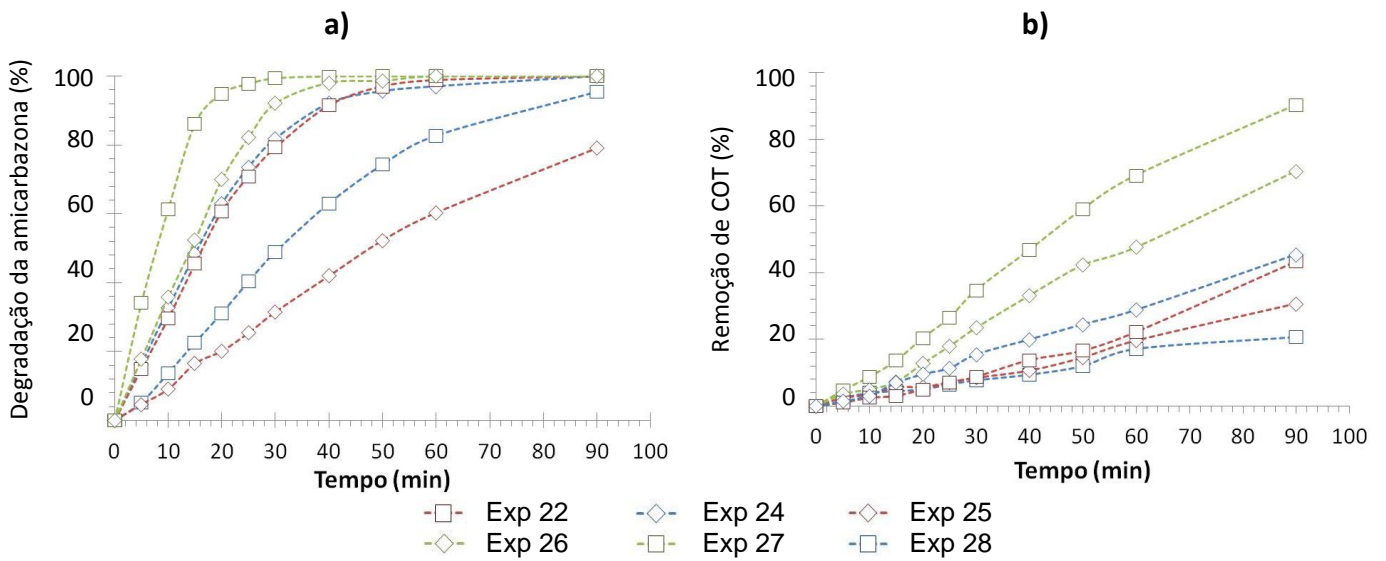 a)
Degradação da amicarbazona (%)
100
80
60
40
20
0
0 10 20 30 40 50 60 70 80 90 100
Tempo (min)
b)
Remoção de COT (%)
100
80
60
40
20
0
0 10 20 30 40 50 60 70 80 90 100
Tempo (min)
Exp 22 Exp 24 Exp 25
Exp 26 Exp 27 Exp 28